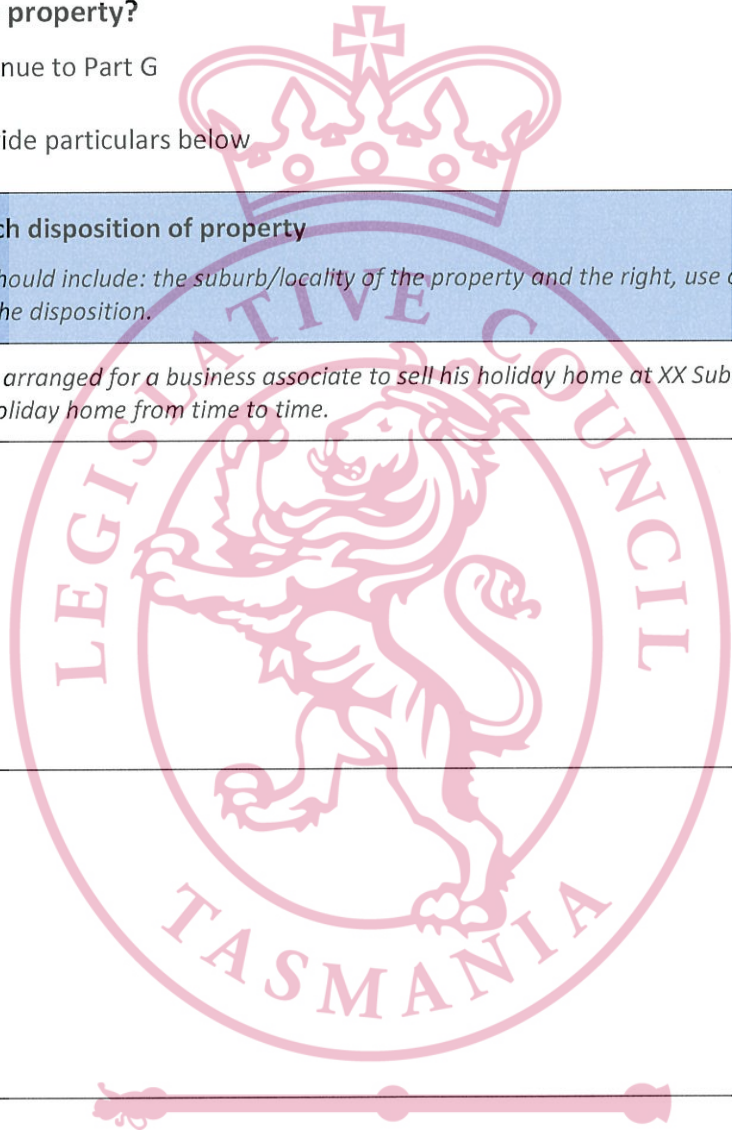 property?
nue to Part G
ide particulars below
ch disposition of property
hould include: the suburb/locality of the property and the right, use o
he disposition.
arranged for a business associate to sell his holiday home at XX Sub
oliday home from time to time.
LEGISLATIVE COUNCIL
TASMANIA